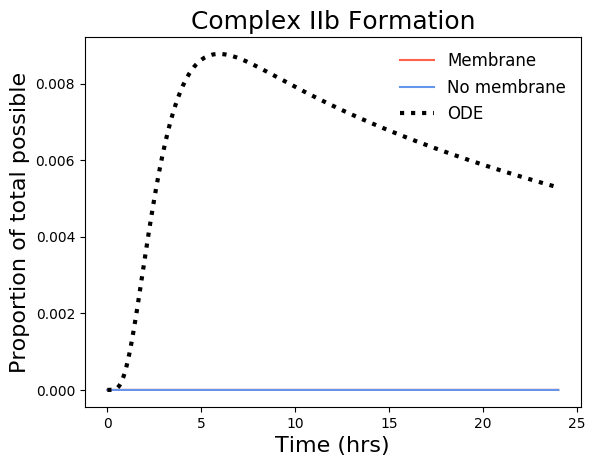 Complex IIb Formation
Proportion of total possible
0.008
0.006
0.004
0.002
0.000
Membrane
No membrane
ODE
0 5 10 15 20 25
Time (hrs)